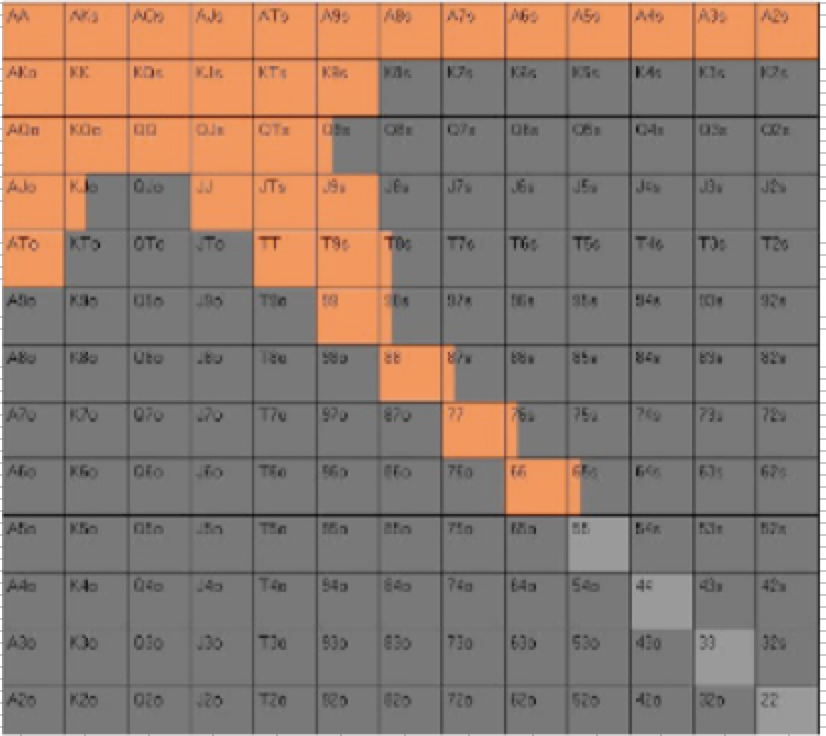 AA AKs AQs AJs ATs A9s A8s A7s A6s A5s A4s A3s A2s
AKo KK KQs KJs KTs K9s K8s K7s K6s K5s K4s K3s K2s
AQo KQo QQ QJs QTs Q9s Q8s Q7s Q6s Q5s Q4s Q3s Q2s
AJo KJo QJo JJ JTs J9s J8s J7s J6s J5s J4s J3s J2s
ATo KTo QTo JTo TT T9s T8s T7s T6s T5s T4s T3s T2s
A9o K9o Q9o J9o T9o 99 98s 97s 96s 95s 94s 93s 92s
A8o K8o Q8o J8o T8o 98o 88 87s 86s 85s 84s 83s 82s
A7o K7o Q7o J7o T7o 97o 87o 77 76s 75s 74s 73s 72s
A6o K6o Q6o J6o T6o 96o 86o 76o 66 65s 64s 63s 62s
A5o K5o Q5o J5o T5o 95o 85o 75o 65o 55 54s 53s 52s
A4o K4o Q4o J4o T4o 94o 84o 74o 64o 54o 44 43s 42s
A3o K3o Q3o J3o T3o 93o 83o 73o 63o 53o 43o 33 32s
A2o K2o Q2o J2o T2o 92o 82o 72o 62o 52o 42o 32o 22